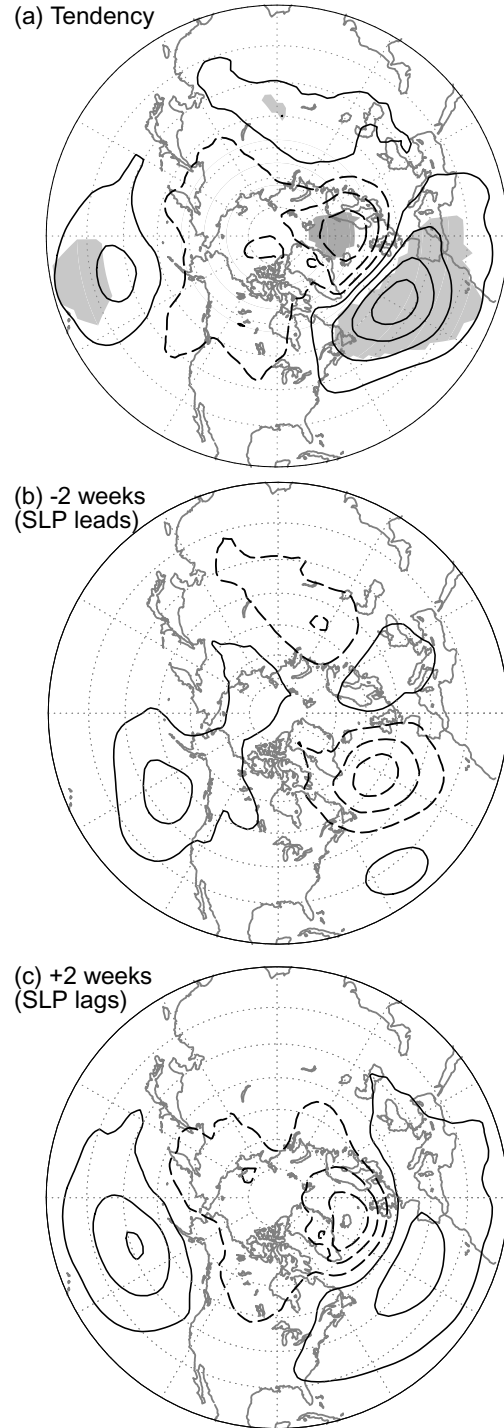 (a) Tendency
(b) -2 weeks
(SLP leads)
(c) +2 weeks
(SLP lags)